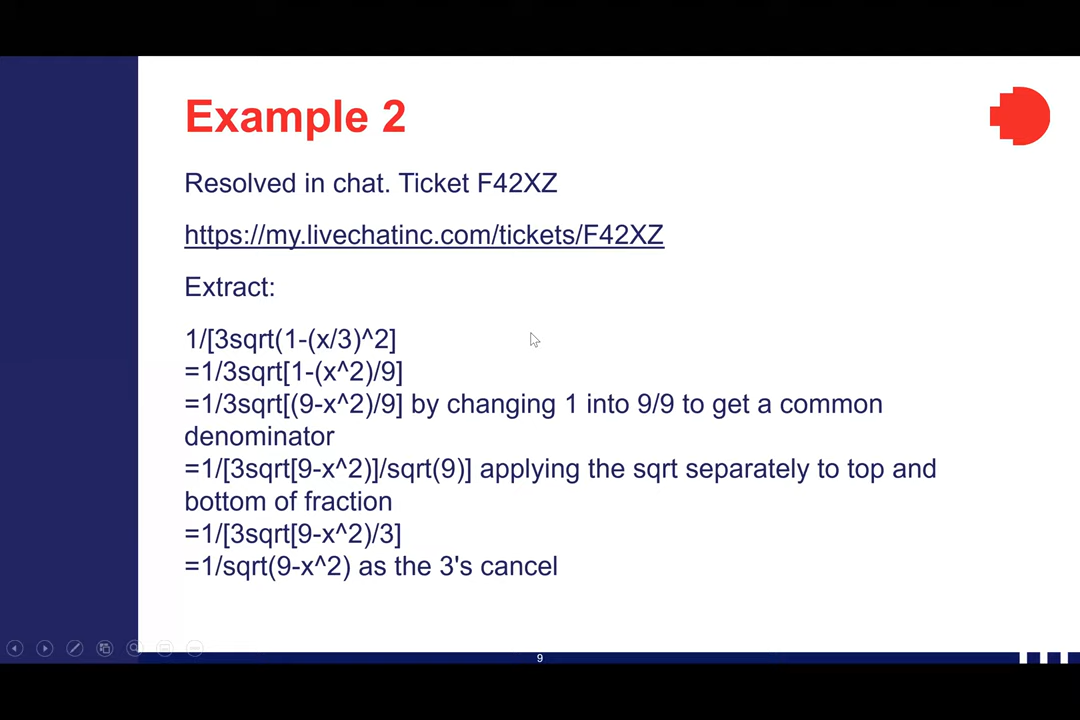 Example 2
Resolved in chat. Ticket F42XZ
https://my.livechatinc.com/tickets/F42XZ
Extract:
1/[3sqrt(1-(x/3)^2]
=1/3sqrt[1-(x^2)/9]
=1/3sqrt[(9-x^2)/9] by changing 1 into 9/9 to get a common
denominator
=1/[3sqrt[9-x^2)]/sqrt(9)] applying the sqrt separately to top and
bottom of fraction
=1/[3sqrt[9-x^2)/3]
=1/sqrt(9-x^2) as the 3's cancel
9